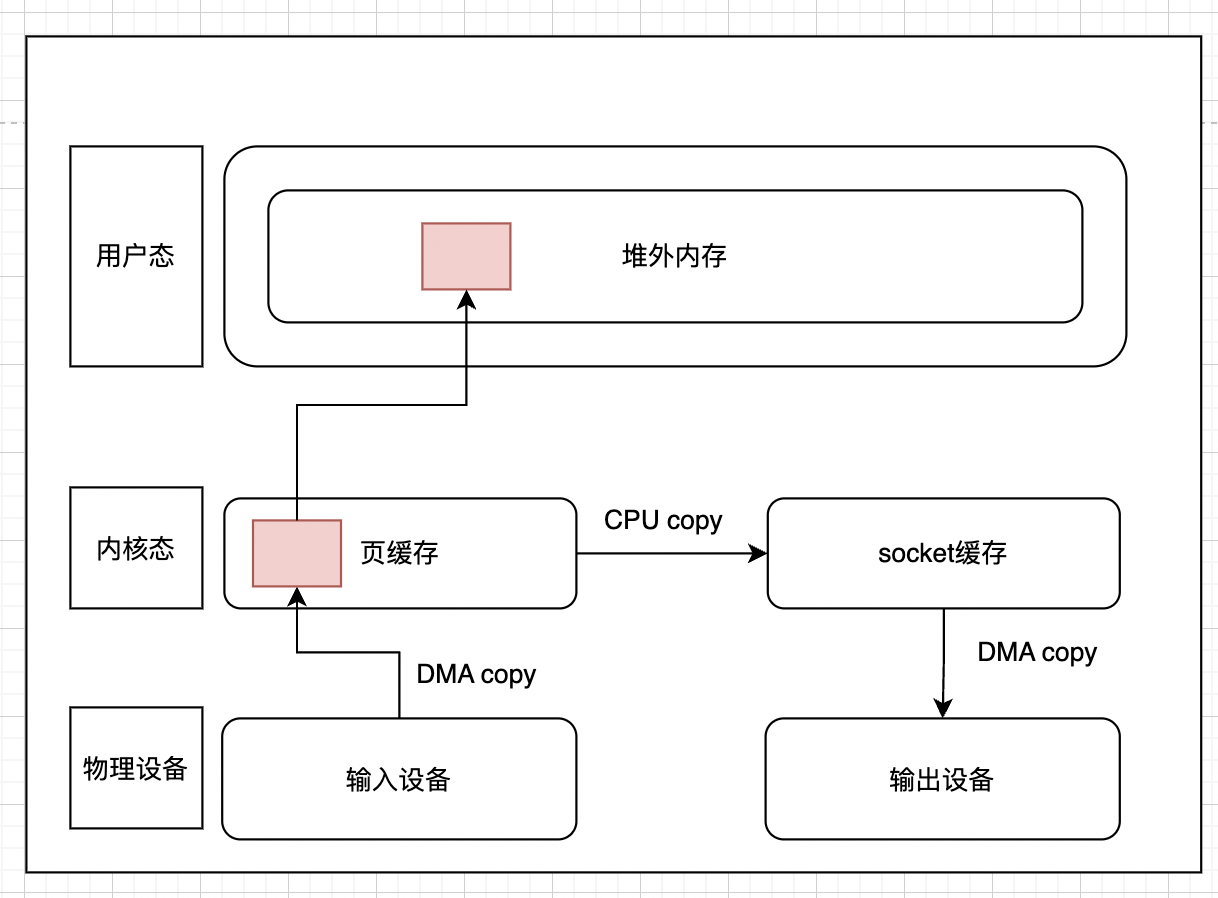 用户态
堆外内存
内核态
页缓存
CPU copy
socket缓存
DMA copy
DMA copy
物理设备
输入设备
输出设备